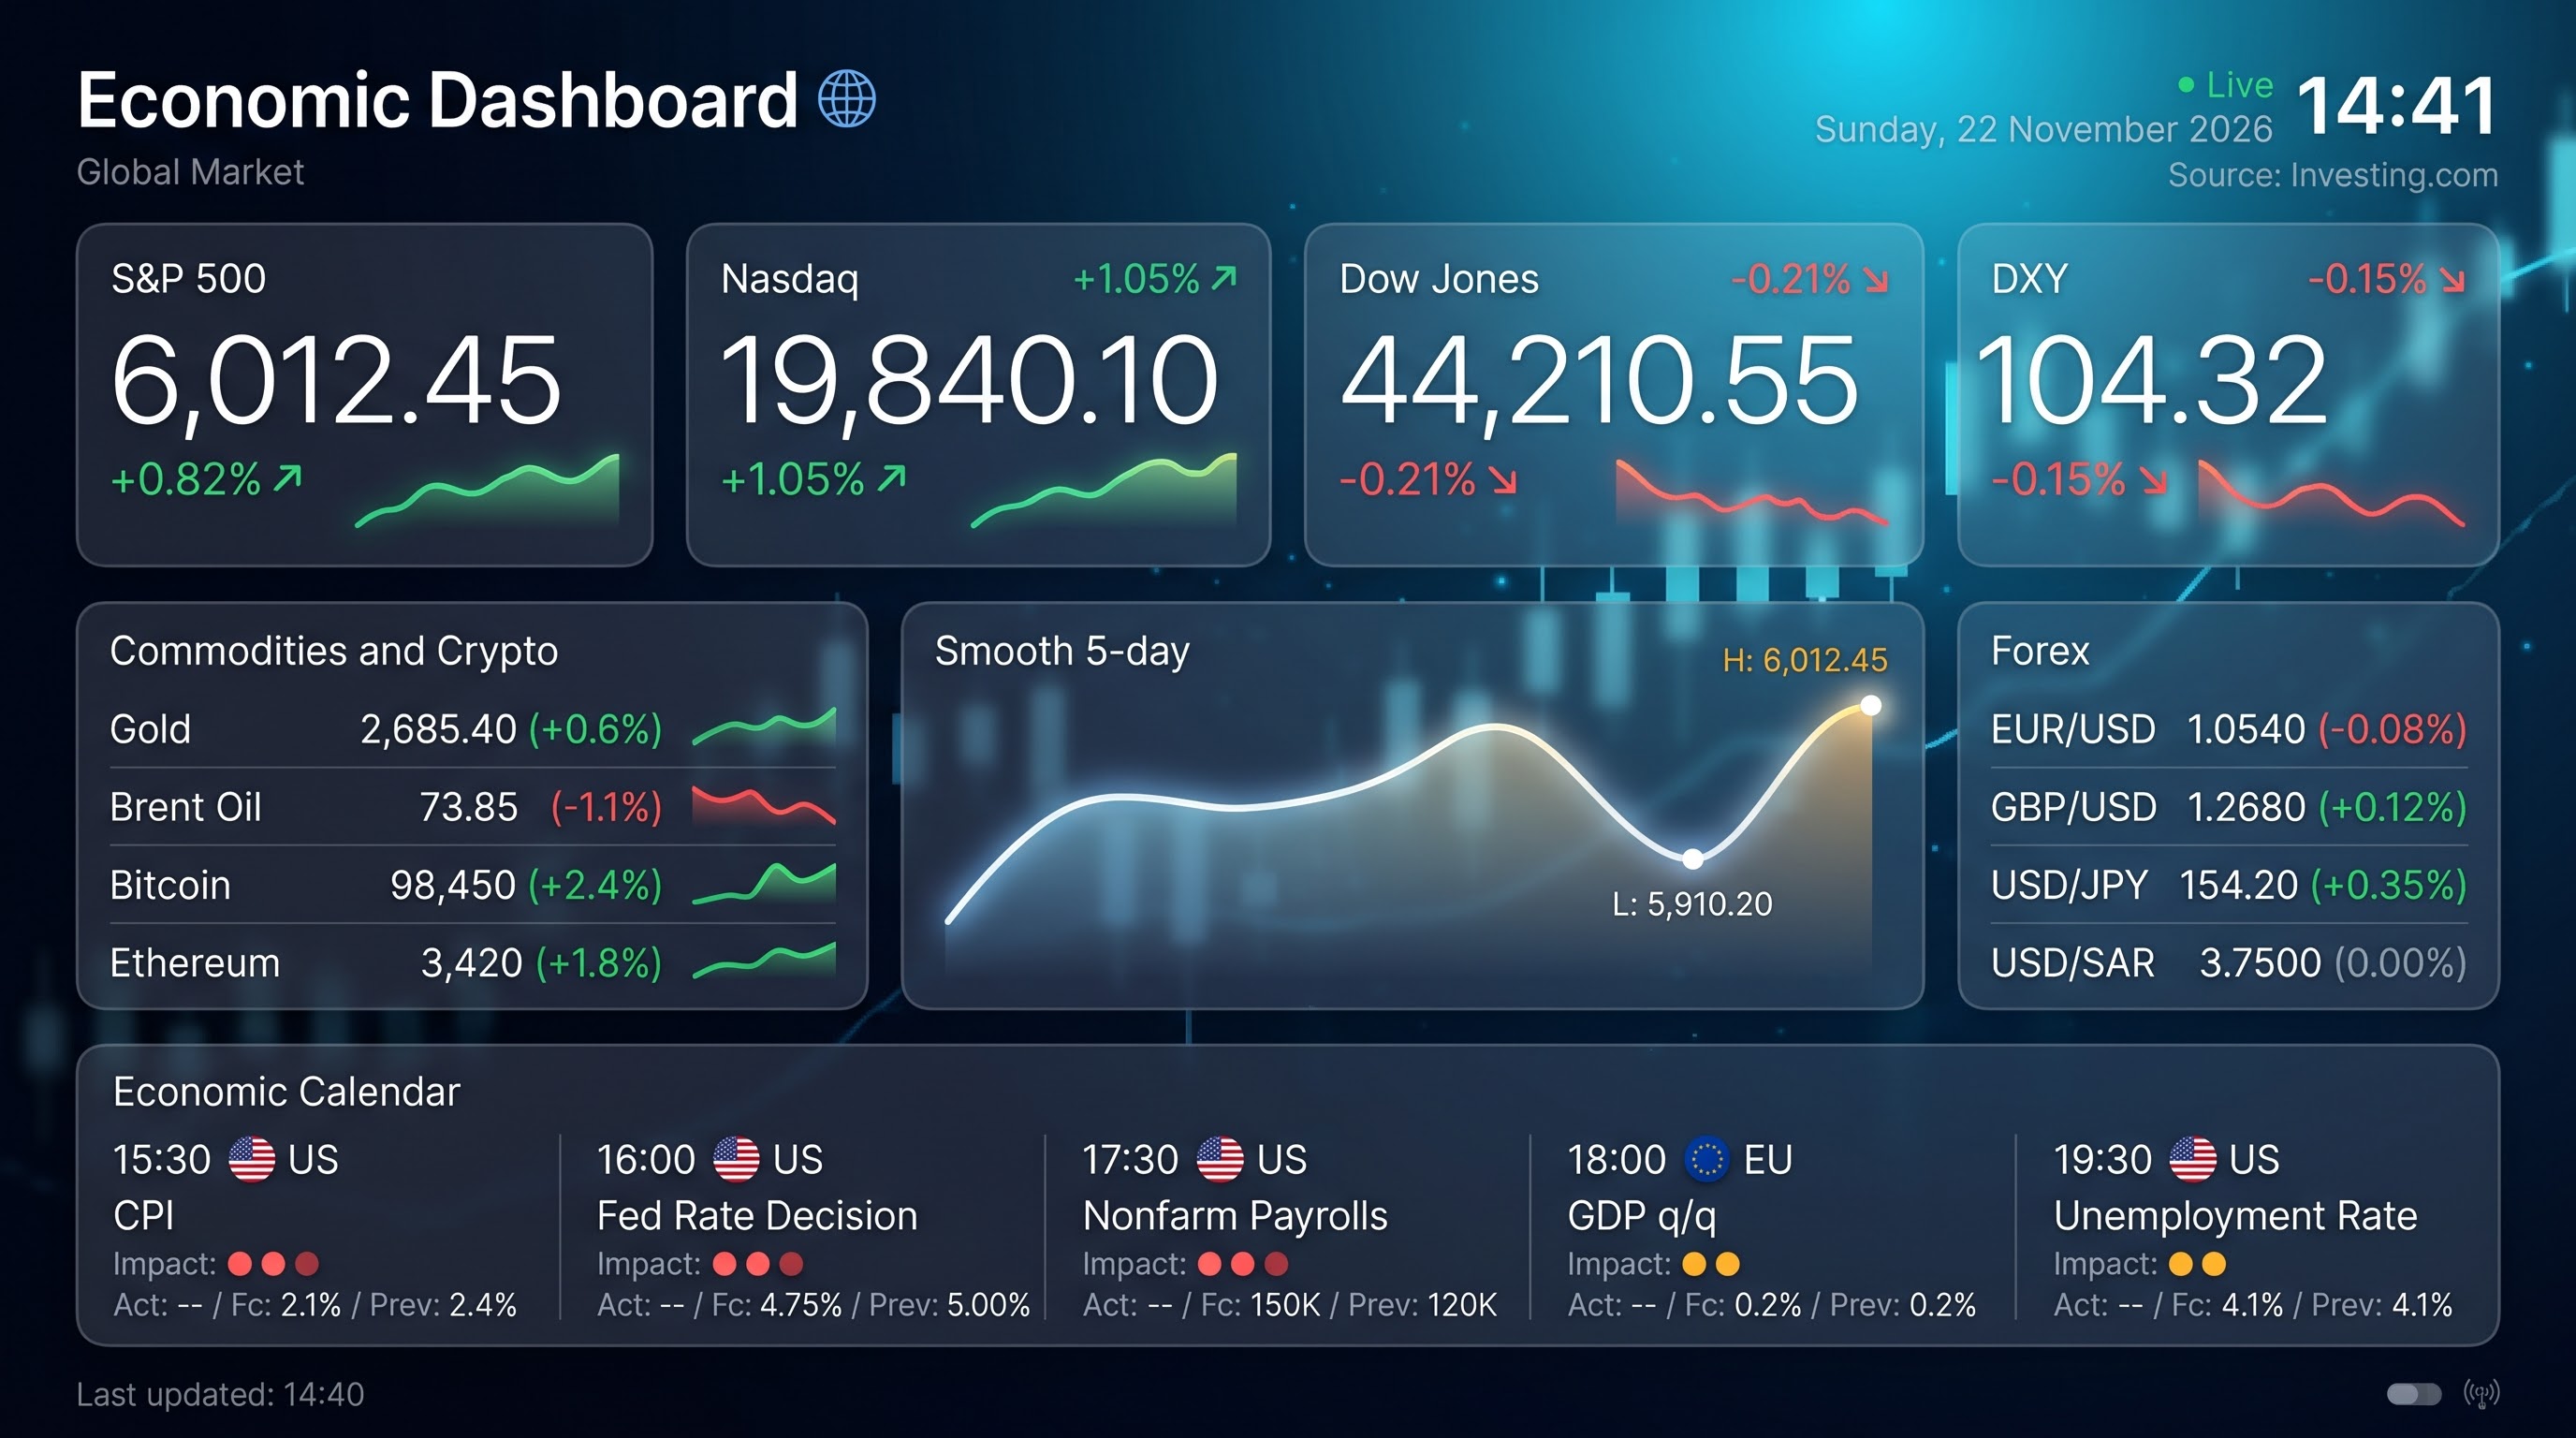 Economic Dashboard
Global Market
Live
Sunday, 22 November 2026
14:41
Source: Investing.com
S&P 500
6,012.45
+0.82%
Nasdaq +1.05%
19,840.10
+1.05%
Dow Jones -0.21%
44,210.55
-0.21%
DXY -0.15%
104.32
-0.15%
Commodities and Crypto
Gold 2,685.40 (+0.6%)
Brent Oil 73.85 (-1.1%)
Bitcoin 98,450 (+2.4%)
Ethereum 3,420 (+1.8%)
Smooth 5-day
H: 6,012.45
L: 5,910.20
Forex
EUR/USD 1.0540 (-0.08%)
GBP/USD 1.2680 (+0.12%)
USD/JPY 154.20 (+0.35%)
USD/SAR 3.7500 (0.00%)
Economic Calendar
15:30 US
CPI
Impact:
Act: -- / Fc: 2.1% / Prev: 2.4%
16:00 US
Fed Rate Decision
Impact:
Act: -- / Fc: 4.75% / Prev: 5.00%
17:30 US
Nonfarm Payrolls
Impact:
Act: -- / Fc: 150K / Prev: 120K
18:00 EU
GDP q/q
Impact:
Act: -- / Fc: 0.2% / Prev: 0.2%
19:30 US
Unemployment Rate
Impact:
Act: -- / Fc: 4.1% / Prev: 4.1%
Last updated: 14:40